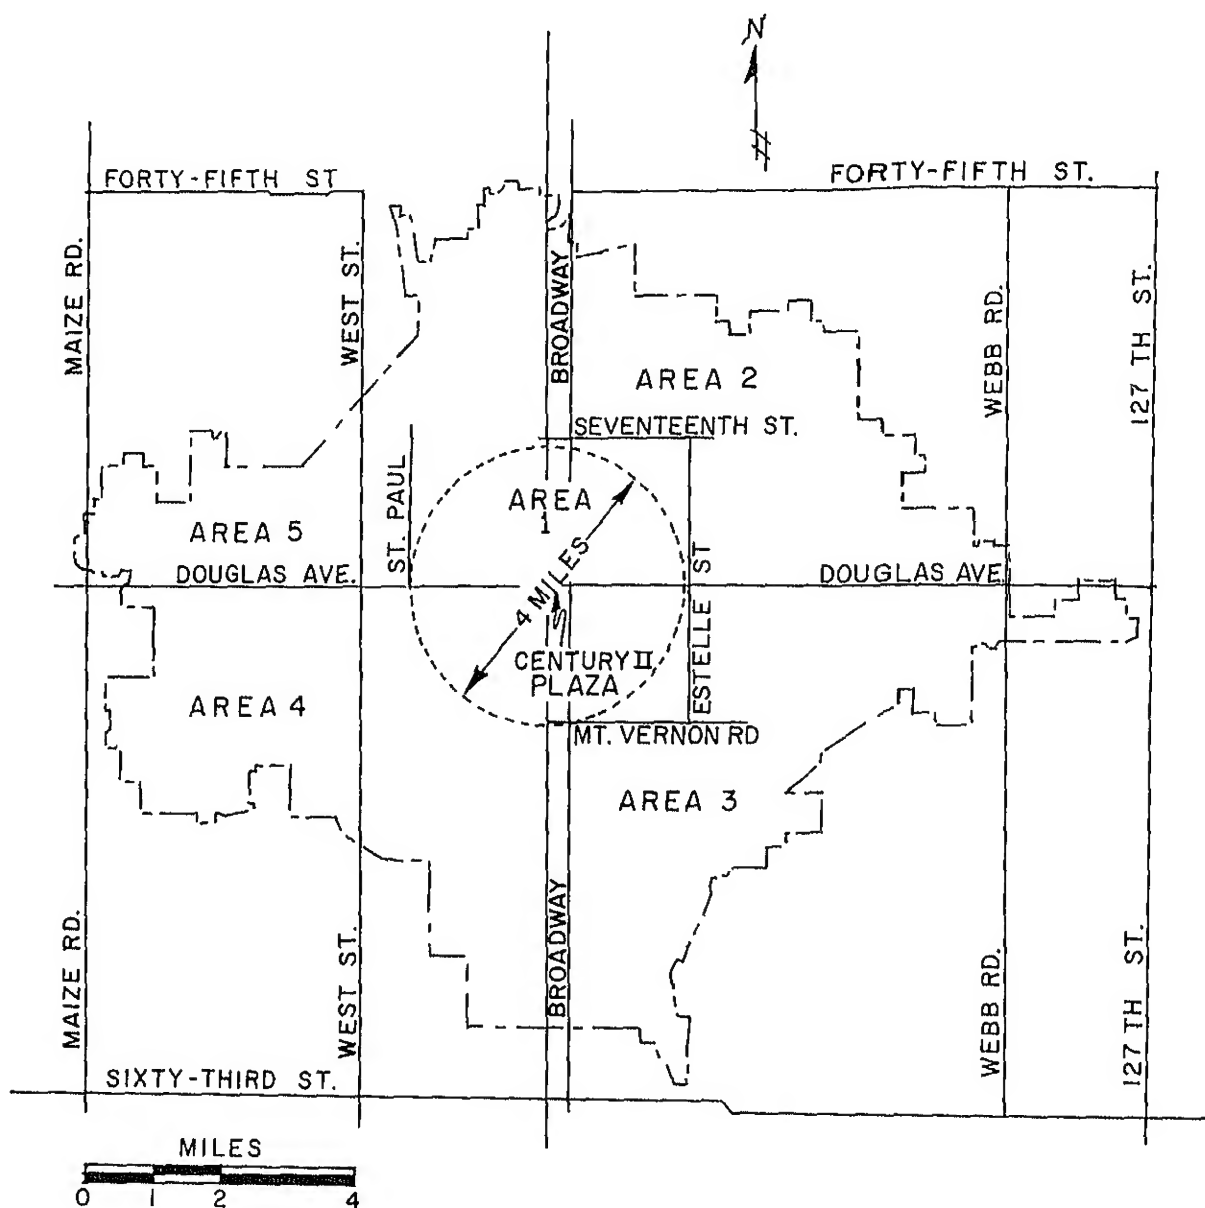 N
FORTY-FIFTH ST
FORTY-FIFTH ST.
MAIZE RD.
WEST ST.
BROADWAY
WEBB RD.
127 TH ST.
AREA 2
SEVENTEENTH ST.
ST. PAUL
AREA
1
AREA 5
4 MILES
DOUGLAS AVE.
DOUGLAS AVE
ESTELLE ST
CENTURY II
PLAZA
AREA 4
MT. VERNON RD
AREA 3
MAIZE RD.
WEST ST.
BROADWAY
WEBB RD.
127 TH ST.
SIXTY-THIRD ST.
MILES
0 1 2 4